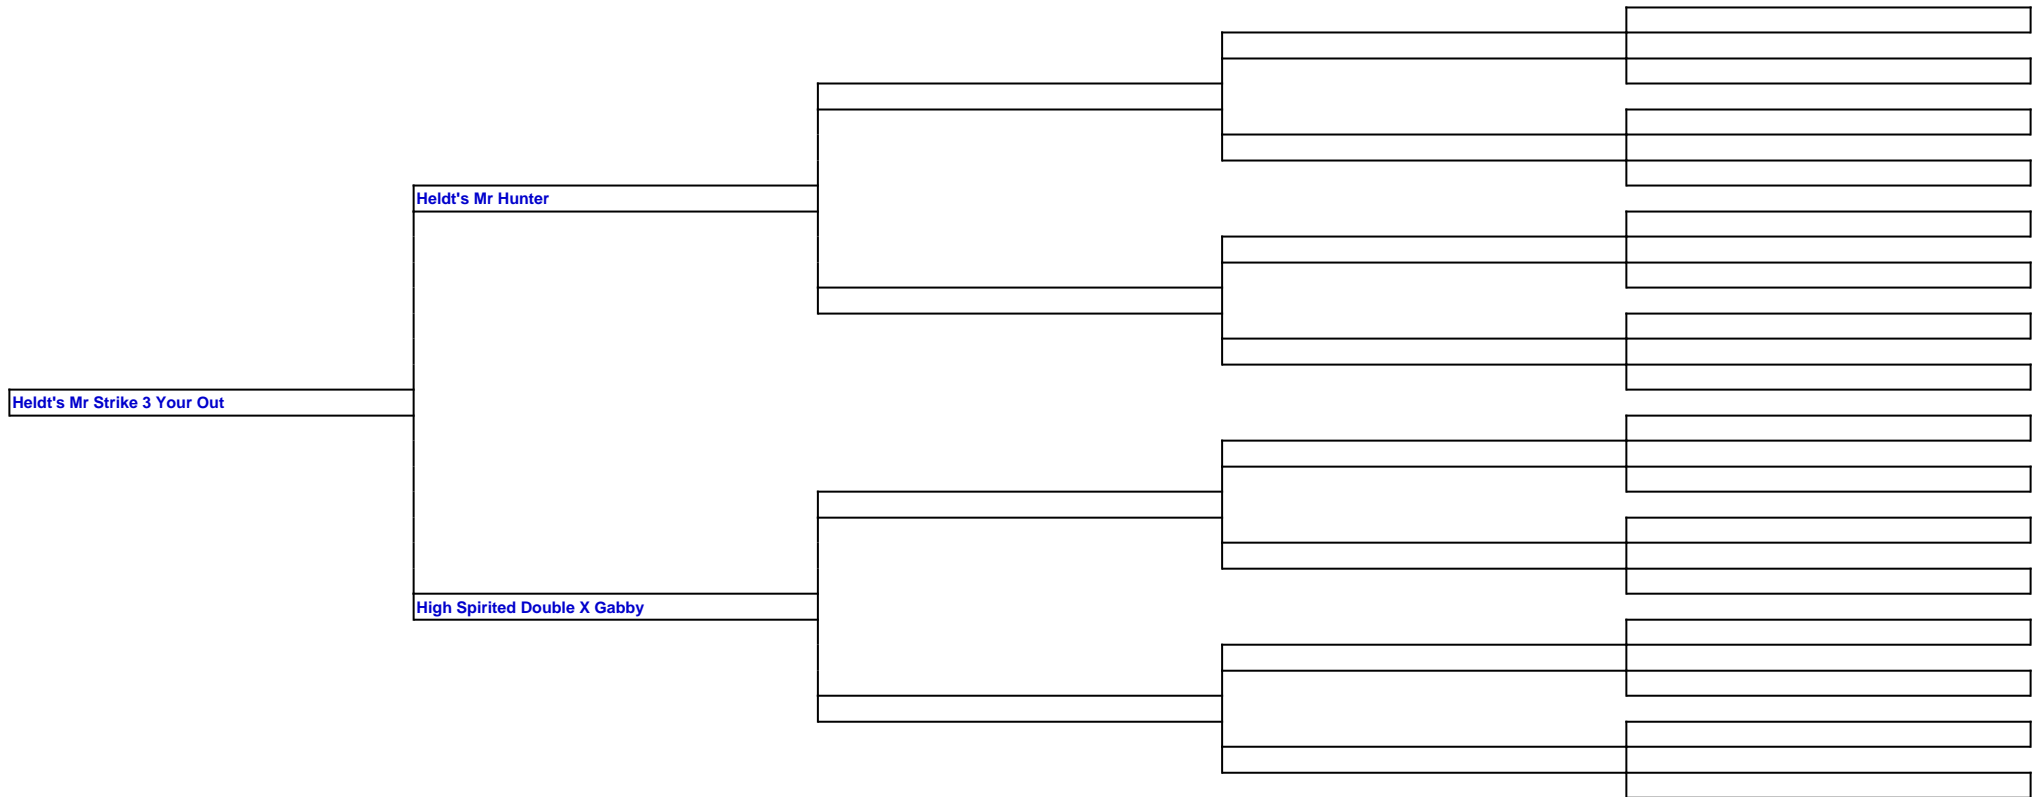 Heldt's Mr Hunter
Heldt's Mr Strike 3 Your Out
High Spirited Double X Gabby